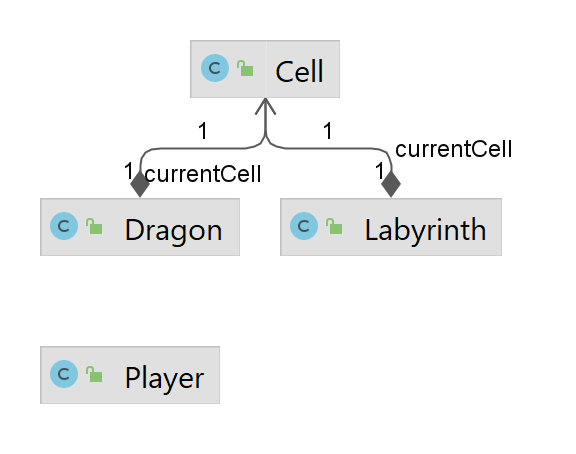 C Cell
1 1
currentCell
1 currentCell 1
C Dragon C Labyrinth
C Player